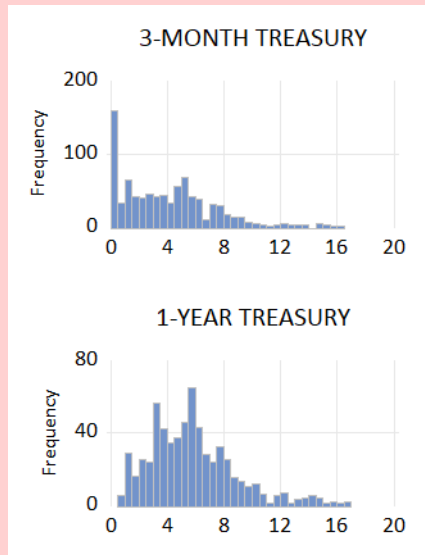 3-MONTH TREASURY
200
100
0
Frequency
0 4 8 12 16 20
1-YEAR TREASURY
80
40
0
Frequency
0 4 8 12 16 20